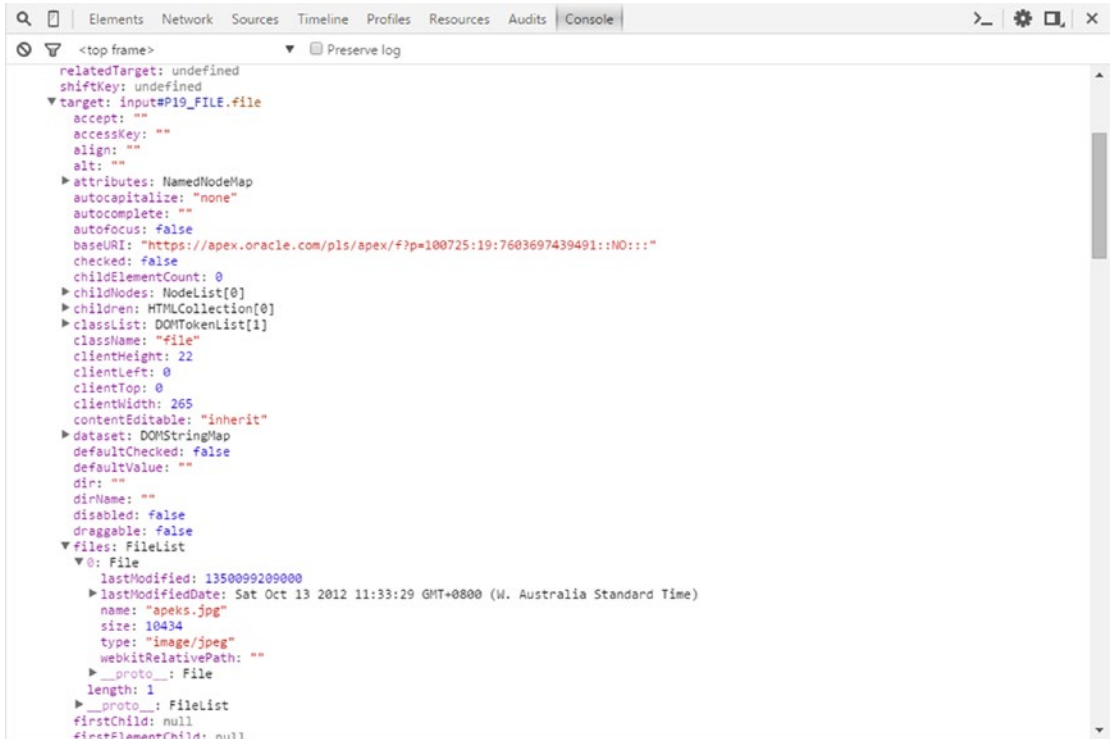 Elements Network Sources Timeline Profiles Resources Audits Console
<top frame> Preserve log
relatedTarget: undefined
shiftKey: undefined
target: input#P19_FILE.file
accept: ""
accessKey: ""
align: ""
alt: ""
attributes: NamedNodeMap
autocapitalize: "none"
autocomplete: ""
autofocus: false
baseURI: "https://apex.oracle.com/pls/apex/f?p=100725:19:7603697439491::NO:::"
checked: false
childElementCount: 0
childNodes: NodeList[0]
children: HTMLCollection[0]
classList: DOMTokenList[1]
className: "file"
clientHeight: 22
clientLeft: 0
clientTop: 0
clientWidth: 265
contentEditable: "inherit"
dataset: DOMStringMap
defaultChecked: false
defaultValue: ""
dir: ""
dirName: ""
disabled: false
draggable: false
files: FileList
0: File
lastModified: 1350099209000
lastModifiedDate: Sat Oct 13 2012 11:33:29 GMT+0800 (W. Australia Standard Time)
name: "apeks.jpg"
size: 10434
type: "image/jpeg"
webkitRelativePath: ""
__proto__: File
length: 1
__proto__: FileList
firstChild: null
firstElementChild: null